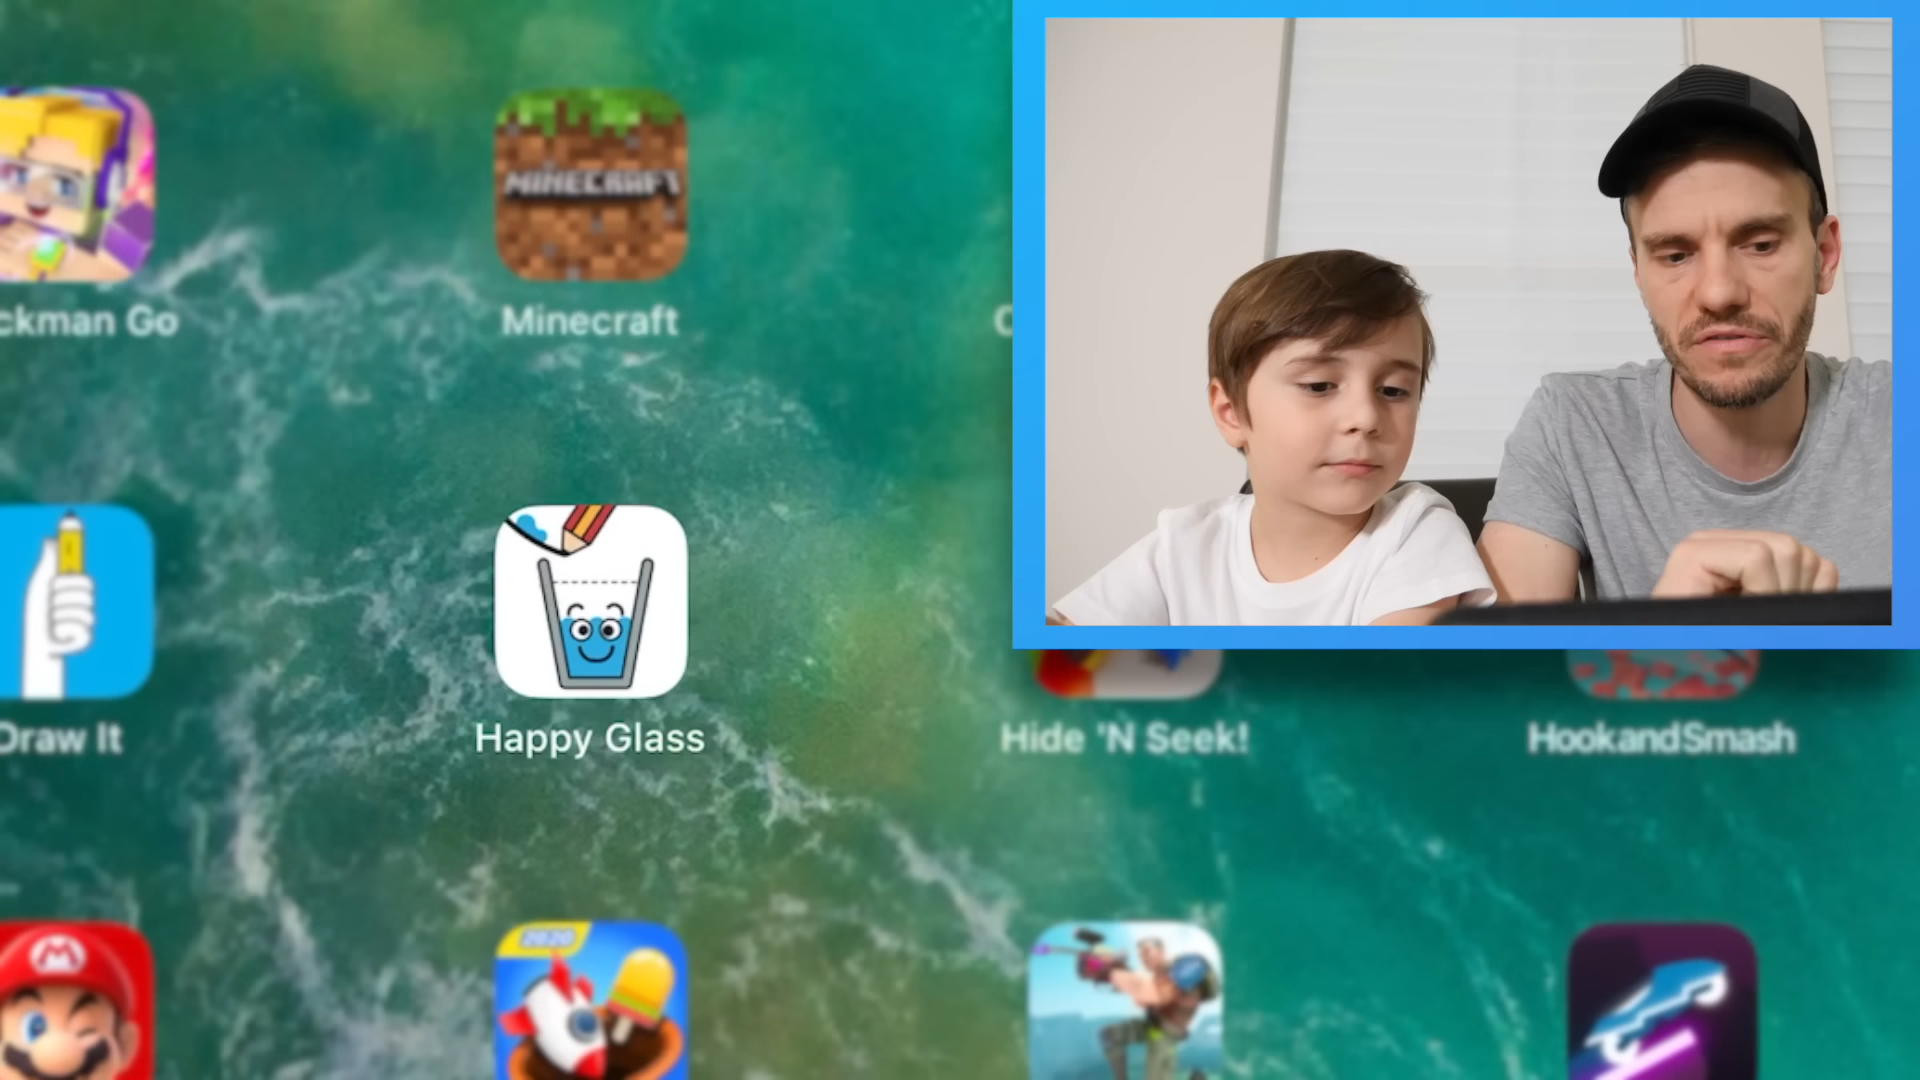 MINECRAFT
ckman Go
Minecraft
Draw It
Happy Glass
Hide 'N Seek!
HookandSmash
2020
M